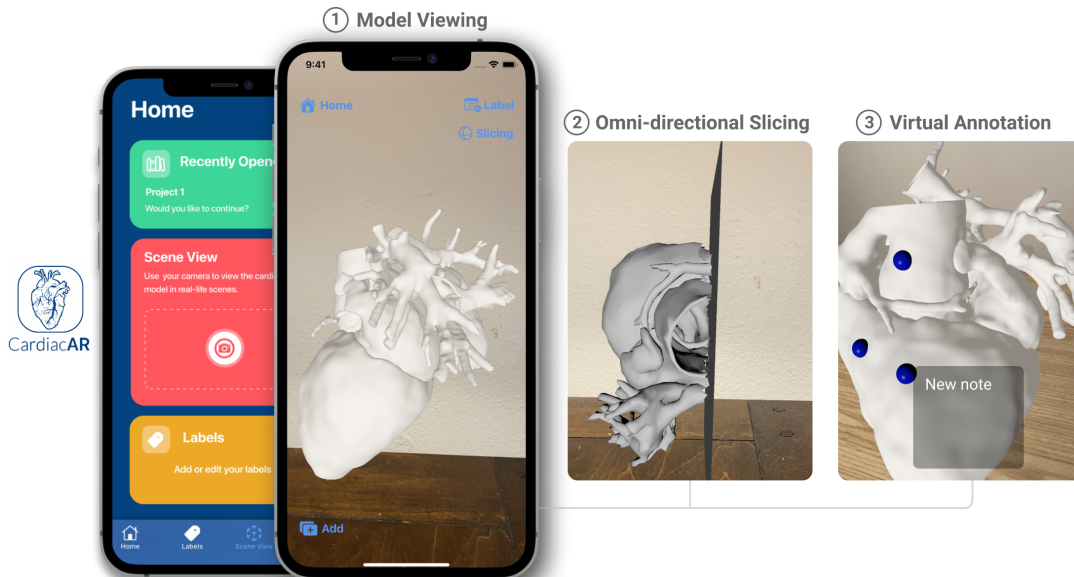 ① Model Viewing
CardiacAR
Home
Recently Open
Project 1
Would you like to continue?
Scene View
Use your camera to view the cardi
model in real-life scenes.
Labels
Add or edit your labels
Home
Labels
Scene View
9:41
Home
Label
Slicing
Add
② Omni-directional Slicing
③ Virtual Annotation
New note